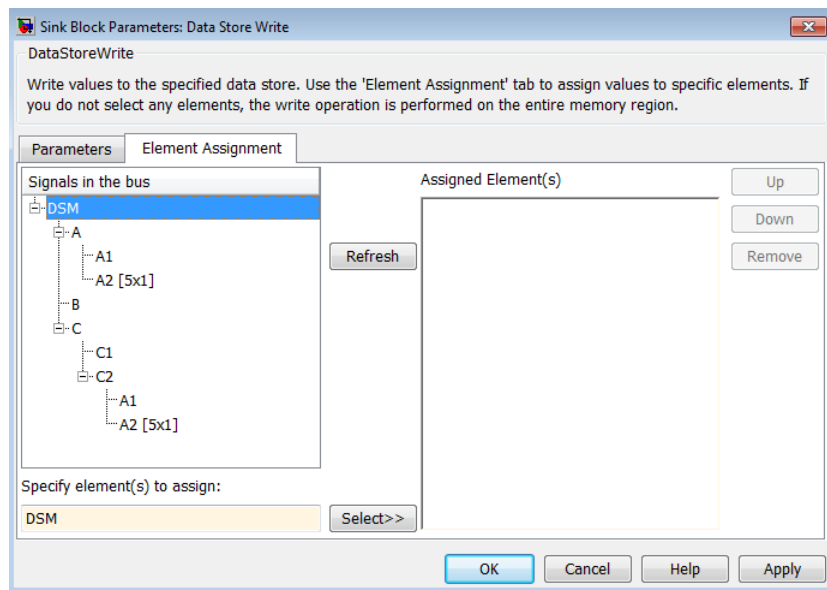 Sink Block Parameters: Data Store Write
DataStoreWrite
Write values to the specified data store. Use the 'Element Assignment' tab to assign values to specific elements. If
you do not select any elements, the write operation is performed on the entire memory region.
Parameters
Element Assignment
Signals in the bus
DSM
A
A1
A2 [5x1]
B
C
C1
C2
A1
A2 [5x1]
Specify element(s) to assign:
DSM
Refresh
Select>>
Assigned Element(s)
Up
Down
Remove
OK
Cancel
Help
Apply